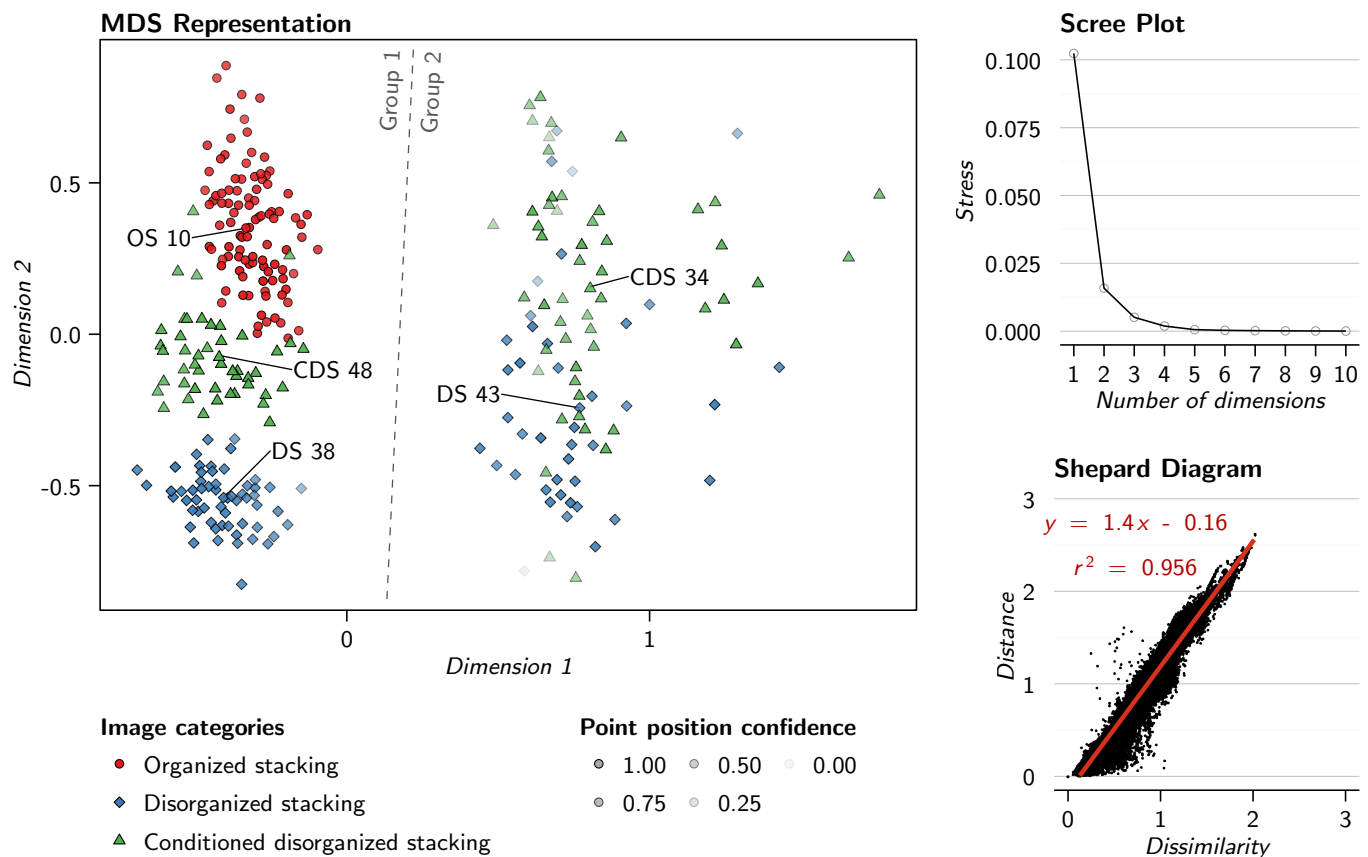 MDS Representation
Group 1
Group 2
0.5
0.0
-0.5
Dimension 2
OS 10
CDS 48
DS 38
CDS 34
DS 43
0
1
Dimension 1
Image categories
Organized stacking
Disorganized stacking
Conditioned disorganized stacking
Point position confidence
1.00
0.50
0.00
0.75
0.25
Scree Plot
0.100
0.075
0.050
0.025
0.000
Stress
1 2 3 4 5 6 7 8 9 10
Number of dimensions
Shepard Diagram
3
y = 1.4x - 0.16
r² = 0.956
2
1
0
Distance
0 1 2 3
Dissimilarity